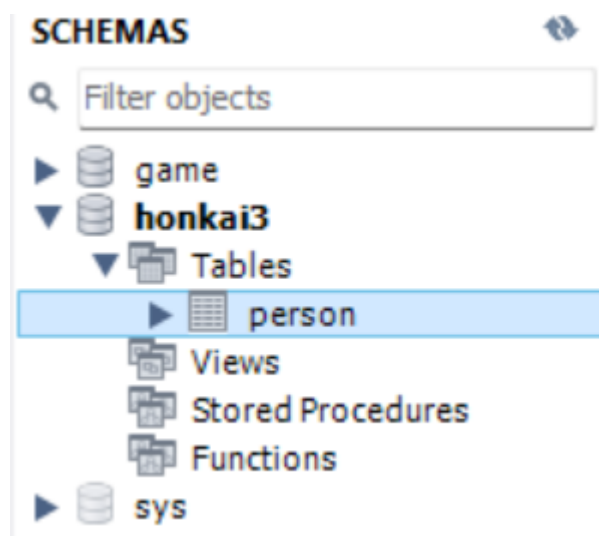 SCHEMAS
Filter objects
game
honkai3
Tables
person
Views
Stored Procedures
Functions
sys